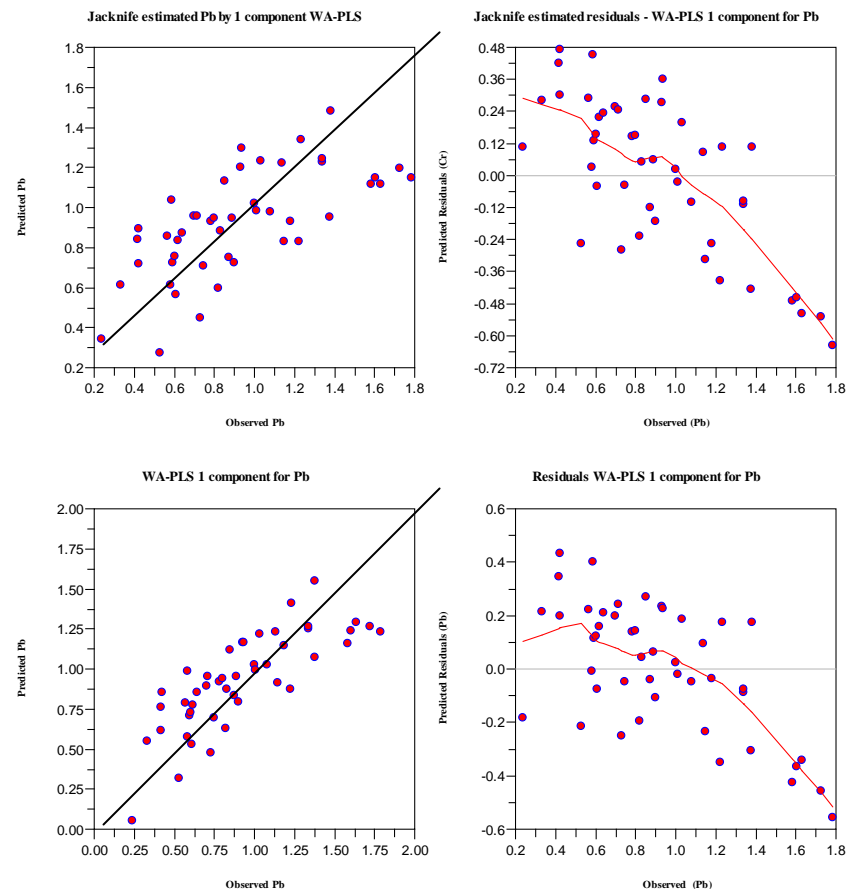 Jacknife estimated Pb by 1 component WA-PLS
1.8
1.6
1.4
1.2
1.0
0.8
0.6
0.4
0.2
Predicted Pb
0.2 0.4 0.6 0.8 1.0 1.2 1.4 1.6 1.8
Observed Pb
Jacknife estimated residuals - WA-PLS 1 component for Pb
0.48
0.36
0.24
0.12
0.00
-0.12
-0.24
-0.36
-0.48
-0.60
-0.72
Predicted Residuals (Cr)
0.2 0.4 0.6 0.8 1.0 1.2 1.4 1.6 1.8
Observed (Pb)
WA-PLS 1 component for Pb
2.00
1.75
1.50
1.25
1.00
0.75
0.50
0.25
0.00
Predicted Pb
0.00 0.25 0.50 0.75 1.00 1.25 1.50 1.75 2.00
Observed Pb
Residuals WA-PLS 1 component for Pb
0.6
0.4
0.2
0.0
-0.2
-0.4
-0.6
Predicted Residuals (Pb)
0.2 0.4 0.6 0.8 1.0 1.2 1.4 1.6 1.8
Observed (Pb)